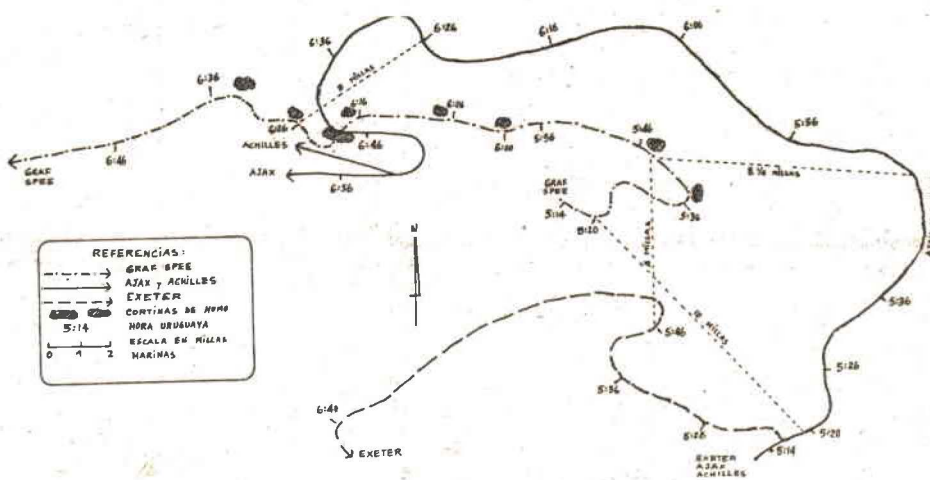 6:36
6:26
6:16
6:06
6:36
8 MILLAS
6:26
6:16
6:06
6:00
5:56
5:46
5:56
6:46
ACHILLES
AJAX
6:46
6:56
GRAF
SPEE
GRAF
SPEE
5:14
5:20
5:36
8 MILLAS
10 MILLAS
N
5:36
5:46
5:26
5:36
5:26
5:20
5:14
6:40
EXETER
EXETER
AJAX
ACHILLES
REFERENCIAS:
GRAF SPEE
AJAX y ACHILLES
EXETER
CORTINAS DE HUMO
5:14 HORA URUGUAYA
0 1 2 ESCALA EN MILLAS
MARINAS